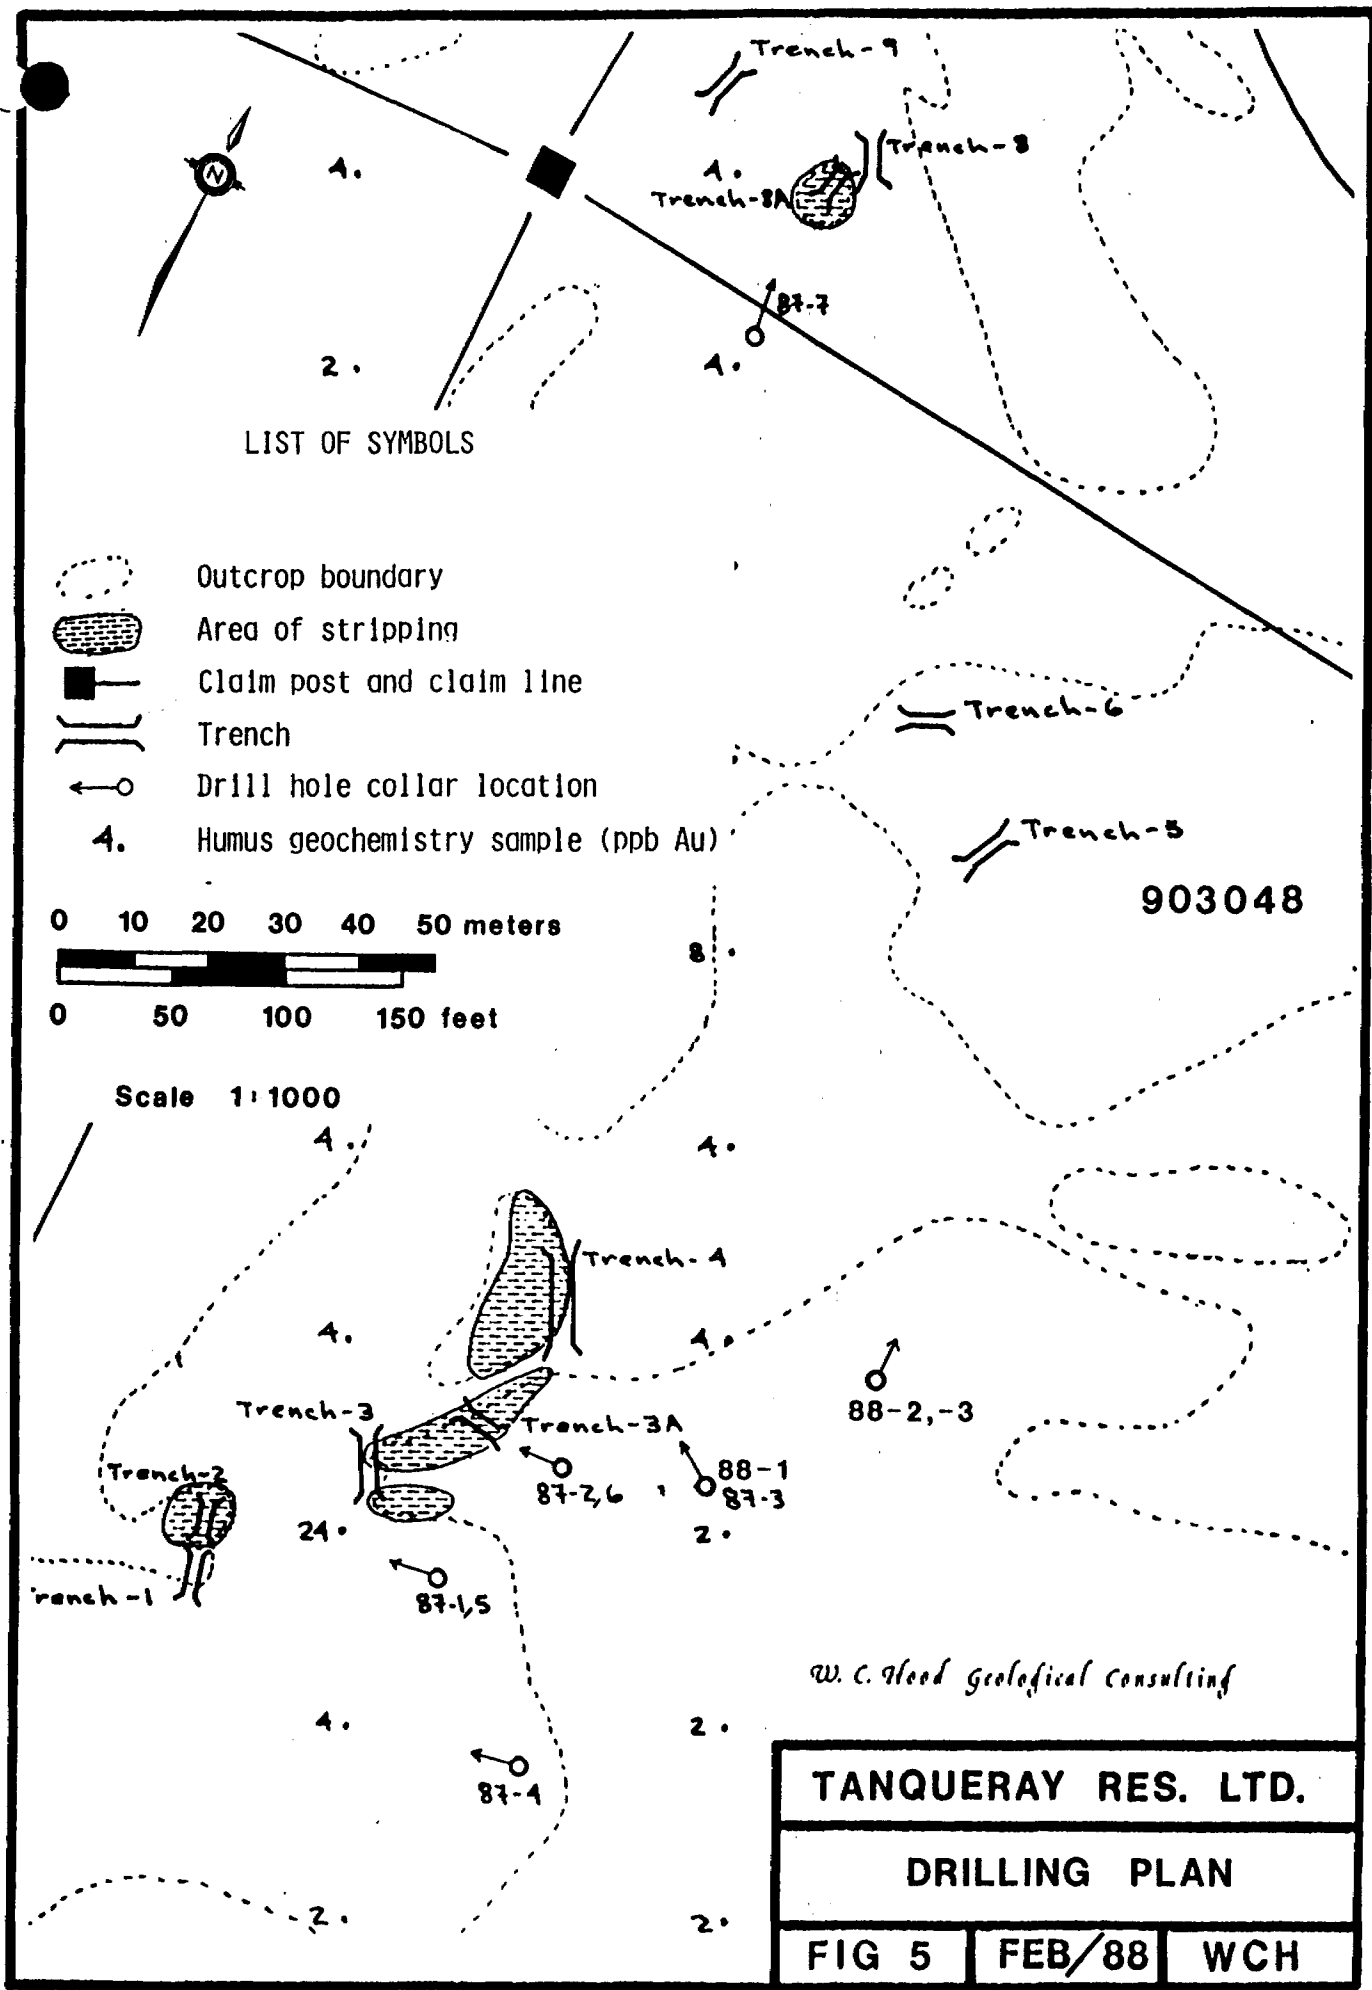 Trench-9
N
4.
4.
Trench-8
Trench-8A
87-7
2.
4.
LIST OF SYMBOLS
Outcrop boundary
Area of stripping
Claim post and claim line
Trench
Drill hole collar location
4. Humus geochemistry sample (ppb Au)
Trench-6
Trench-5
903048
0 10 20 30 40 50 meters
8.
0 50 100 150 feet
Scale 1:1000
4.
4.
Trench-4
4.
4.
88-2,-3
Trench-3
Trench-3A
Trench-2
87-2,6
88-1
87-3
24.
2.
rench-1
87-1,5
W. C. Hood Geological Consulting
4.
2.
87-4
TANQUERAY RES. LTD.
DRILLING PLAN
2.
2.
FIG 5 FEB/88 WCH